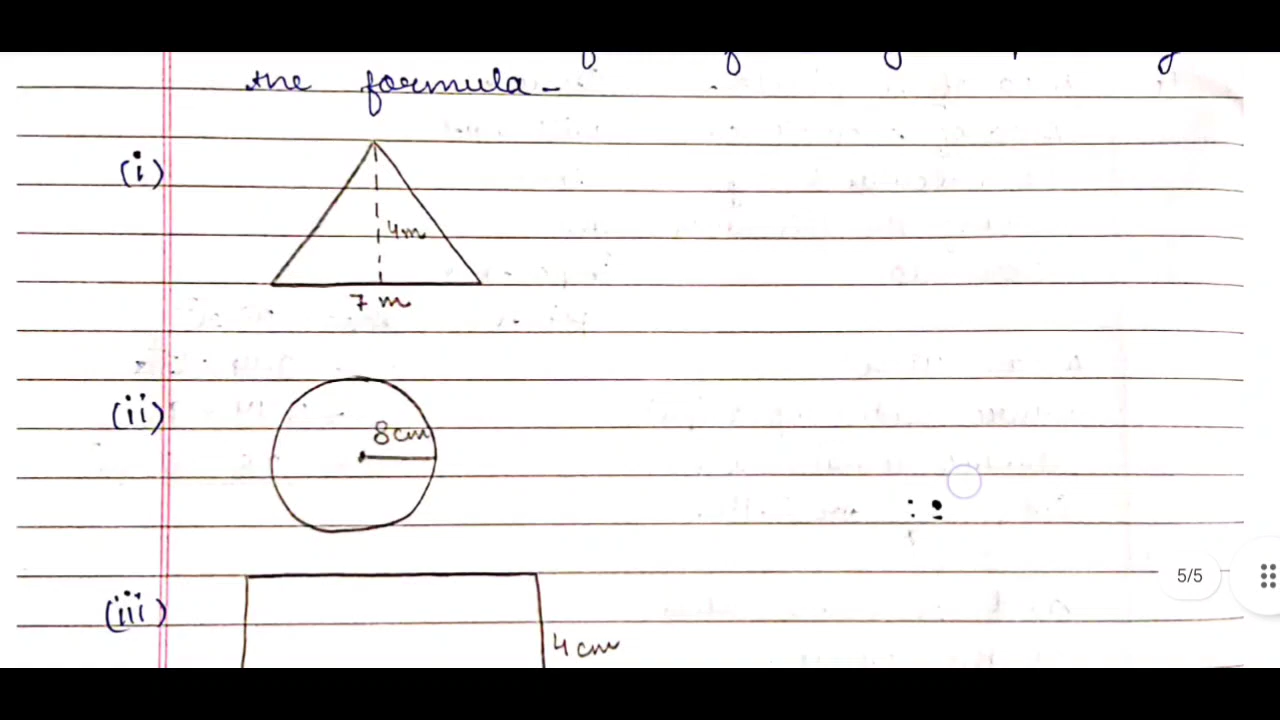 the formula -
(i)
4m
7 m
(ii)
8cm
(iii)
4 cm
5/5